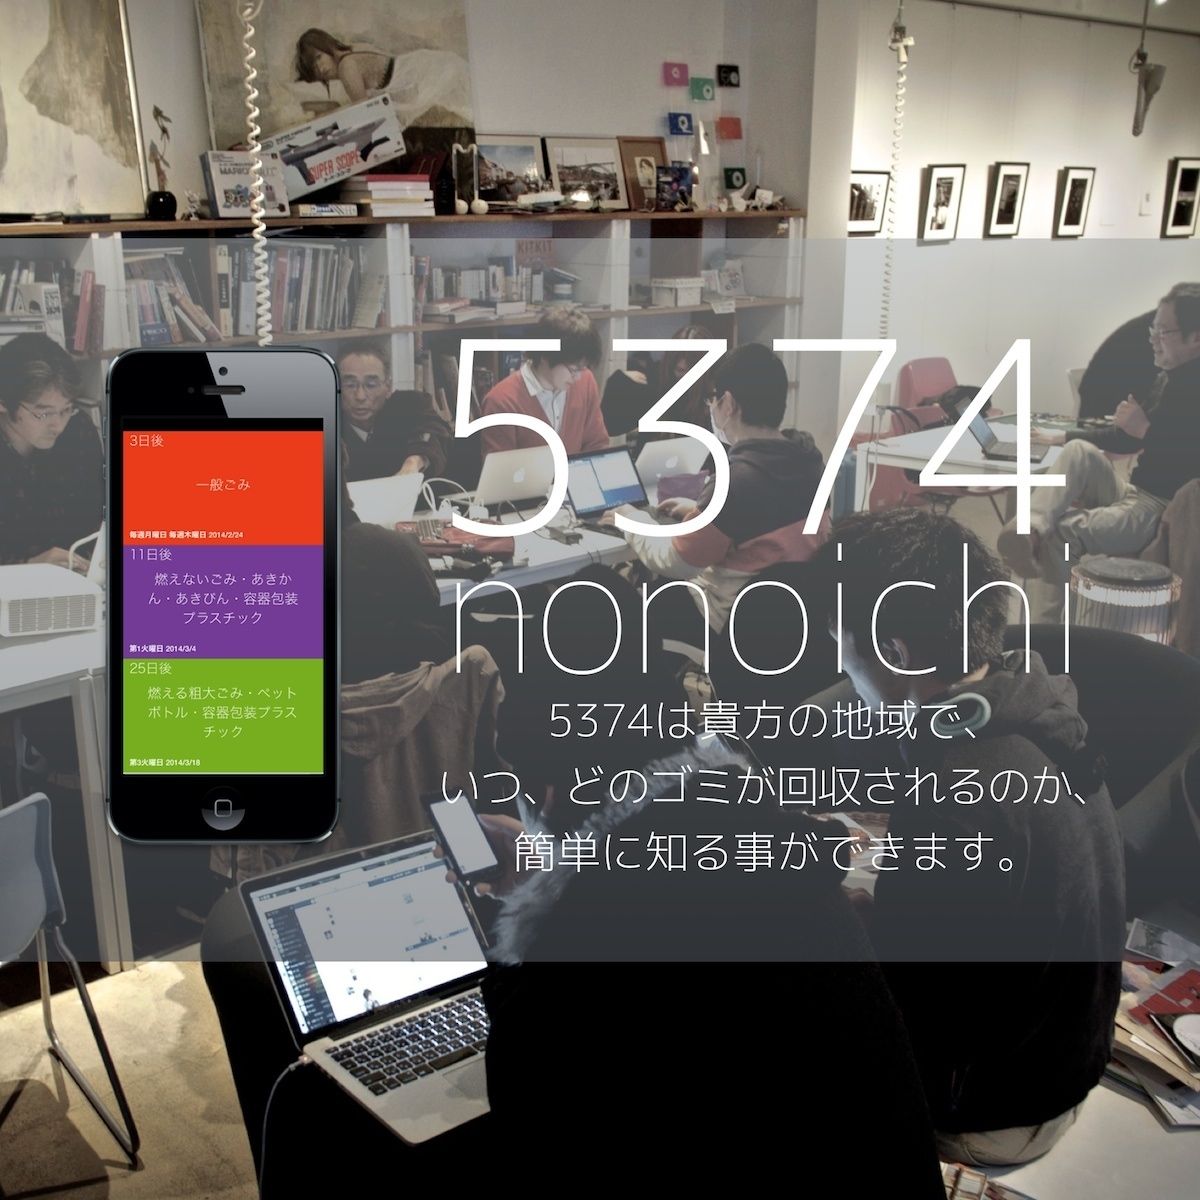 SUPER SCOPE
MARIO
KITKIT
5374
nonoichi
5374は貴方の地域で、
いつ、どのゴミが回収されるのか、
簡単に知る事ができます。
3日後
一般ごみ
毎週月曜日 毎週木曜日 2014/2/24
11日後
燃えないごみ・あきか
ん・あきびん・容器包装
プラスチック
第1火曜日 2014/3/4
25日後
燃える粗大ごみ・ペット
ボトル・容器包装プラス
チック
第3火曜日 2014/3/18